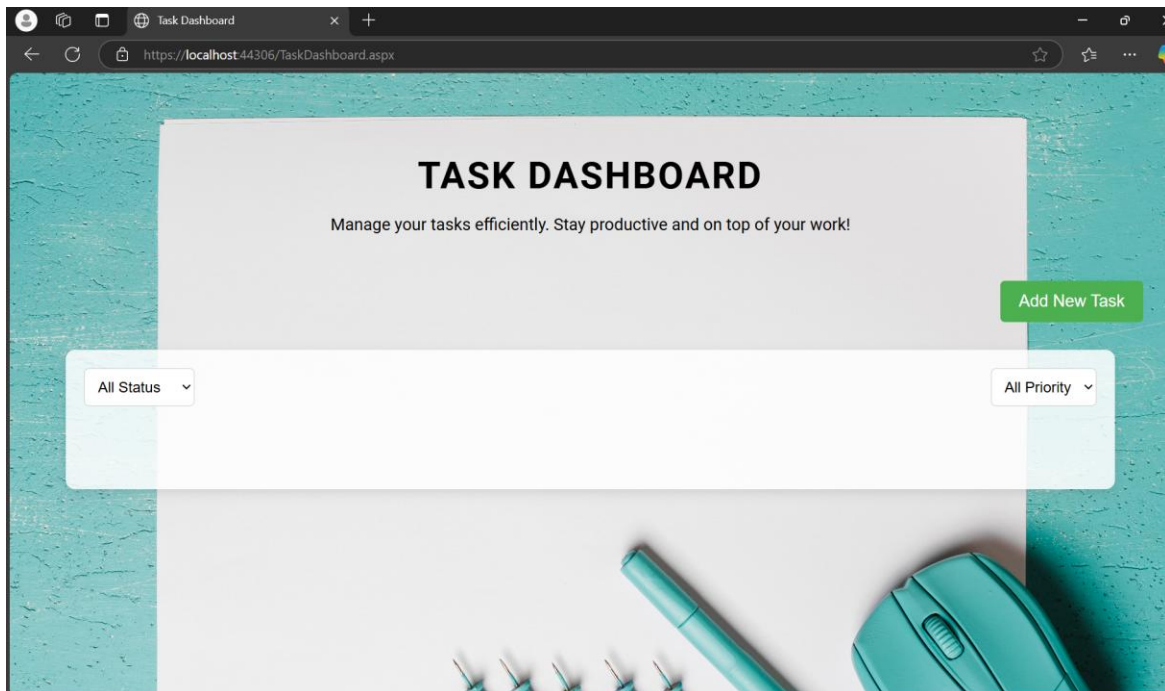 Task Dashboard
https://localhost:44306/TaskDashboard.aspx
TASK DASHBOARD
Manage your tasks efficiently. Stay productive and on top of your work!
Add New Task
All Status
All Priority